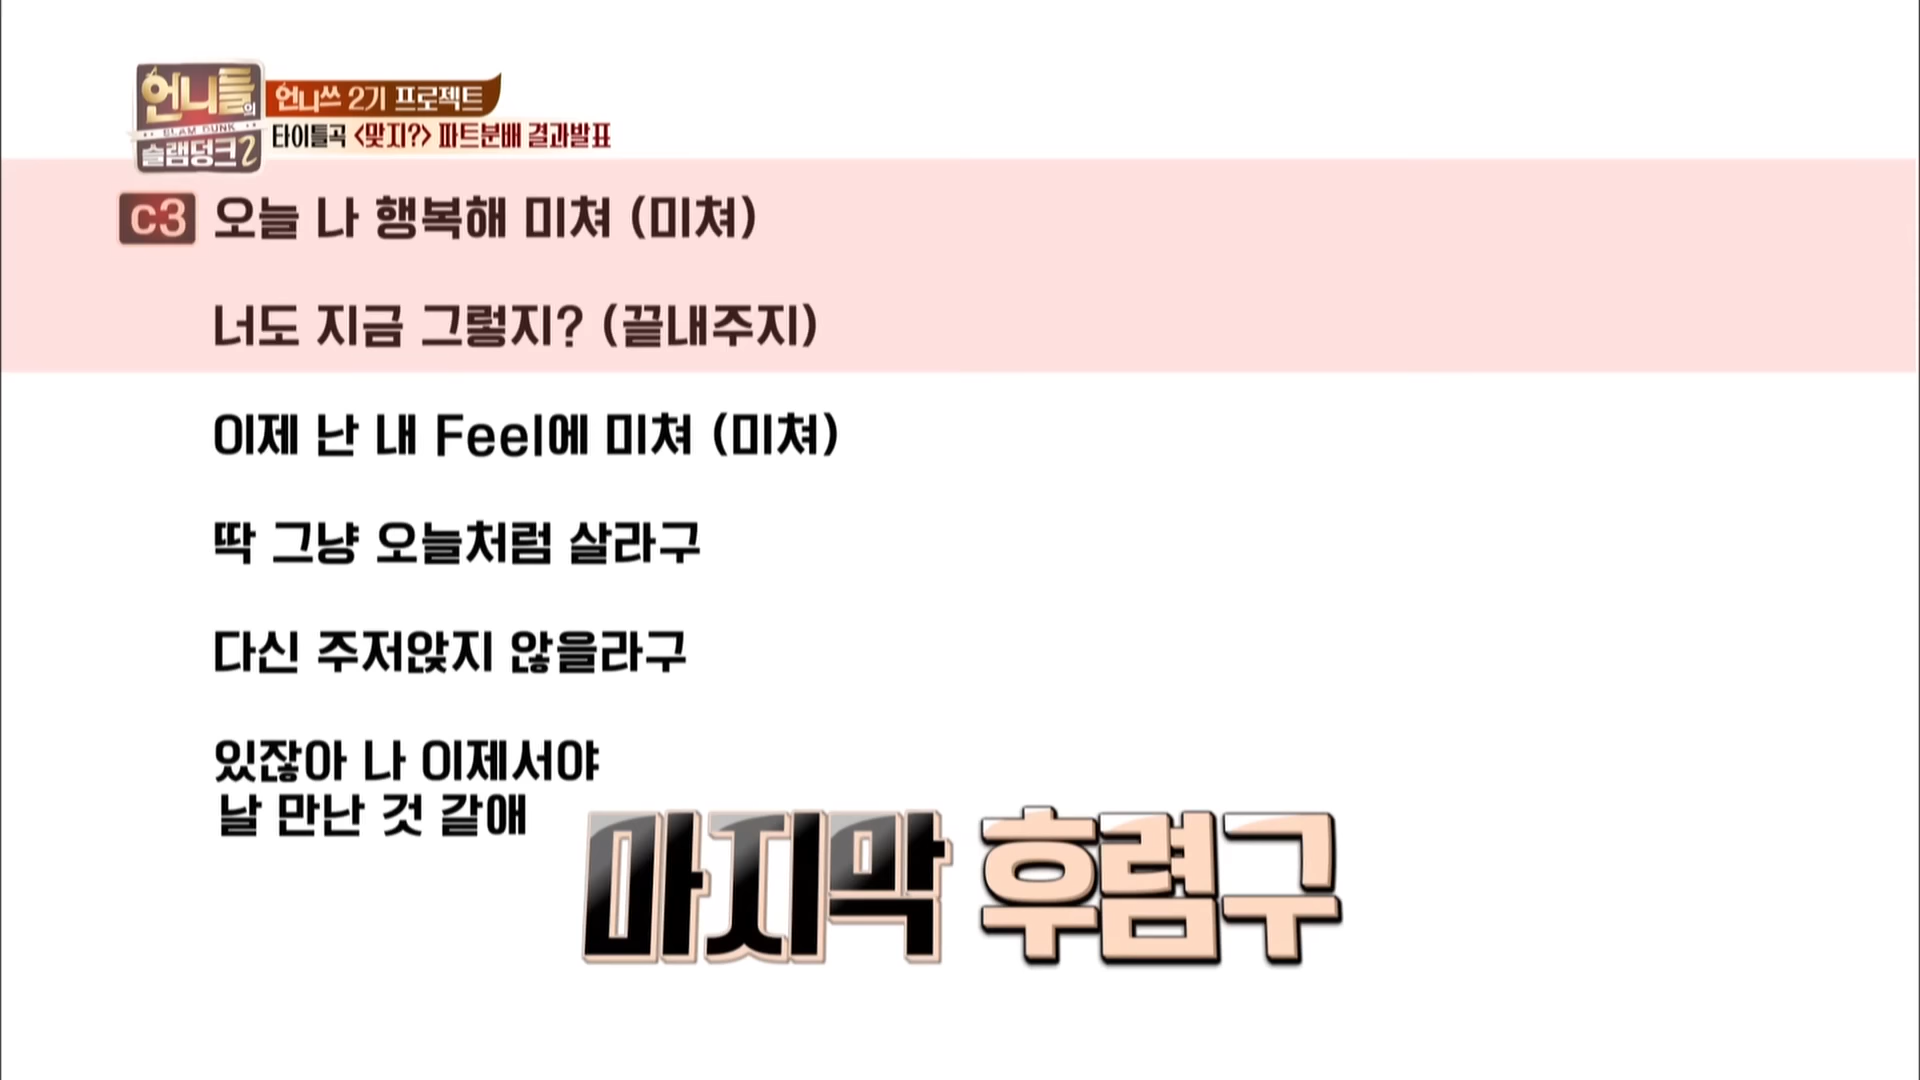 언니들의
SLAM DUNK
슬램덩크2
언니쓰 2기 프로젝트
타이틀곡 <맞지?> 파트분배 결과발표
c3 오늘 나 행복해 미쳐 (미쳐)
너도 지금 그렇지? (끝내주지)
이제 난 내 Feel에 미쳐 (미쳐)
딱 그냥 오늘처럼 살라구
다신 주저앉지 않을라구
있잖아 나 이제서야
날 만난 것 같애
마지막 후렴구